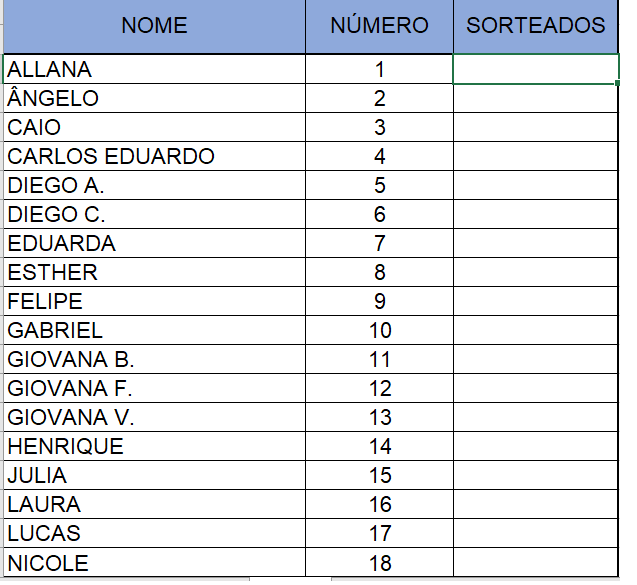 NOME NÚMERO SORTEADOS
ALLANA 1
ÂNGELO 2
CAIO 3
CARLOS EDUARDO 4
DIEGO A. 5
DIEGO C. 6
EDUARDA 7
ESTHER 8
FELIPE 9
GABRIEL 10
GIOVANA B. 11
GIOVANA F. 12
GIOVANA V. 13
HENRIQUE 14
JULIA 15
LAURA 16
LUCAS 17
NICOLE 18